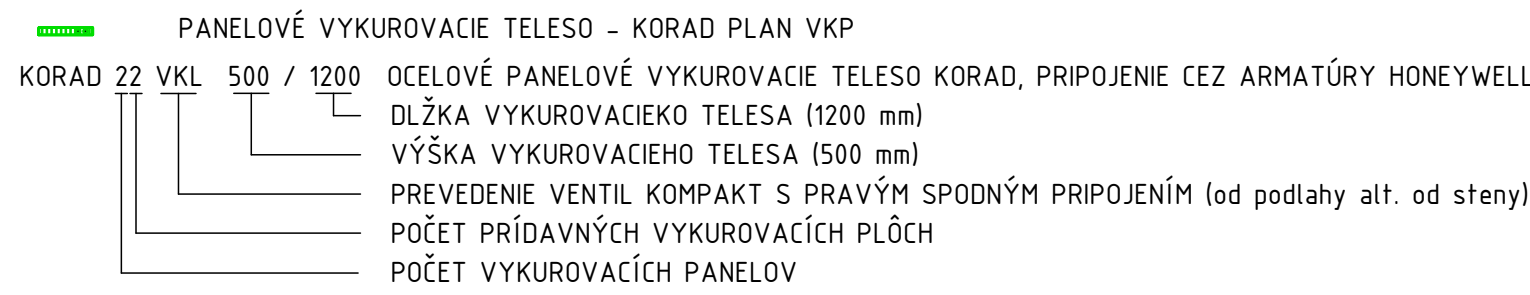 PANELOVÉ VYKUROVACIE TELESO - KORAD PLAN VKP
KORAD 22 VKL 500 / 1200 OCELOVÉ PANELOVÉ VYKUROVACIE TELESO KORAD, PRIPOJENIE CEZ ARMATÚRY HONEYWELL
DLŽKA VYKUROVACIEKO TELESA (1200 mm)
VÝŠKA VYKUROVACIEHO TELESA (500 mm)
PREVEDENIE VENTIL KOMPAKT S PRAVÝM SPODNÝM PRIPOJENÍM (od podlahy alt. od steny)
POČET PRÍDAVNÝCH VYKUROVACÍCH PLÔCH
POČET VYKUROVACÍCH PANELOV